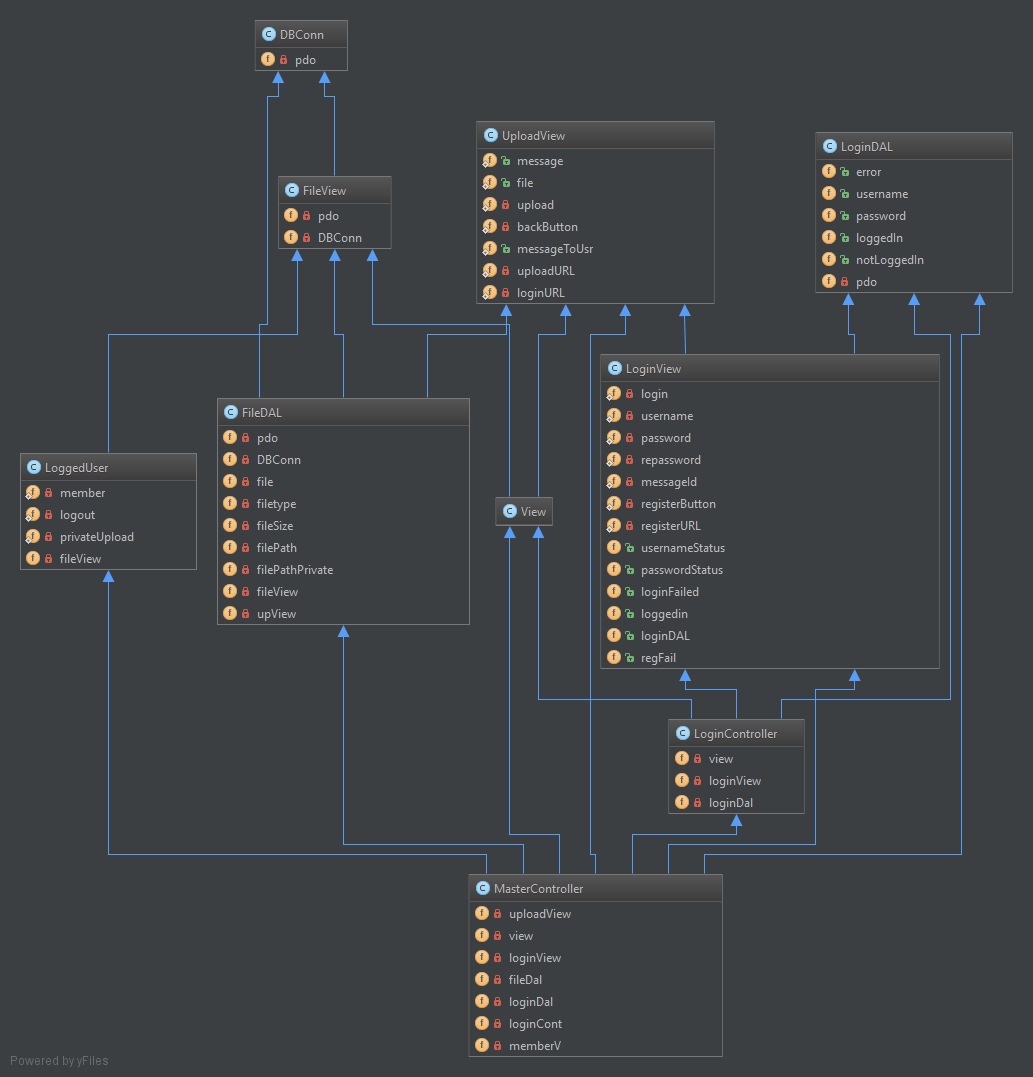 DBConn
pdo
FileView
pdo
DBConn
UploadView
message
file
upload
backButton
messageToUsr
uploadURL
loginURL
LoginDAL
error
username
password
loggedIn
notLoggedIn
pdo
LoginView
login
username
password
repassword
messageId
registerButton
registerURL
usernameStatus
passwordStatus
loginFailed
loggedin
loginDAL
regFail
FileDAL
pdo
DBConn
file
filetype
fileSize
filePath
filePathPrivate
fileView
upView
LoggedUser
member
logout
privateUpload
fileView
View
LoginController
view
loginView
loginDal
MasterController
uploadView
view
loginView
fileDal
loginDal
loginCont
memberV
Powered by yFiles